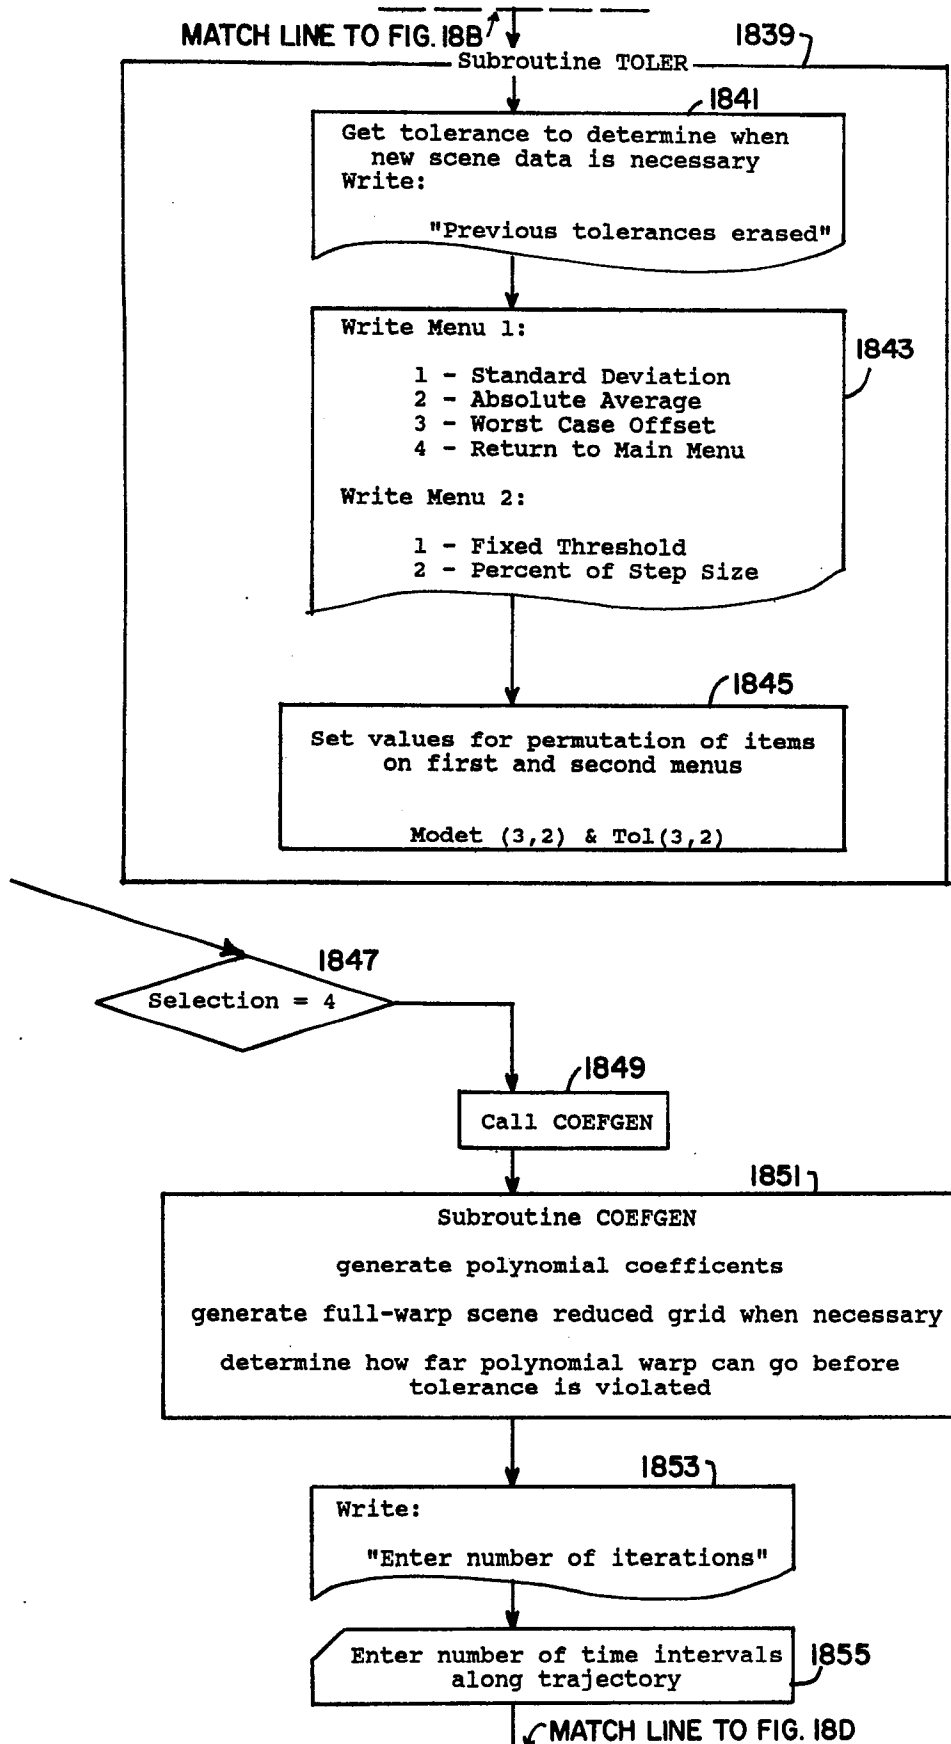 MATCH LINE TO FIG. 18B
1839
Subroutine TOLER
1841
Get tolerance to determine when
new scene data is necessary
Write:
"Previous tolerances erased"
Write Menu 1:
1843
1 - Standard Deviation
2 - Absolute Average
3 - Worst Case Offset
4 - Return to Main Menu
Write Menu 2:
1 - Fixed Threshold
2 - Percent of Step Size
1845
Set values for permutation of items
on first and second menus
Modet (3,2) & Tol(3,2)
1847
Selection = 4
1849
Call COEFGEN
1851
Subroutine COEFGEN
generate polynomial coefficents
generate full-warp scene reduced grid when necessary
determine how far polynomial warp can go before
tolerance is violated
1853
Write:
"Enter number of iterations"
Enter number of time intervals
along trajectory
1855
MATCH LINE TO FIG. 18D